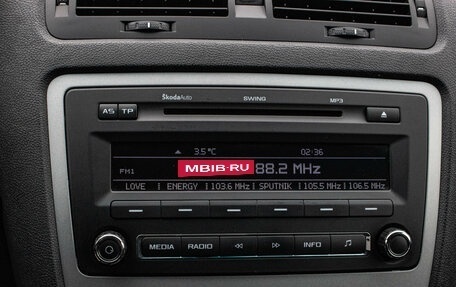 ŠkodaAuto SWING MP3
AS TP
3.5 °C 02:36
FM1 MBIB-RU 88.2 MHz
LOVE | ENERGY | 103.6 MHz | SPUTNIK | 105.5 MHz | 106.5 MHz
MEDIA RADIO INFO